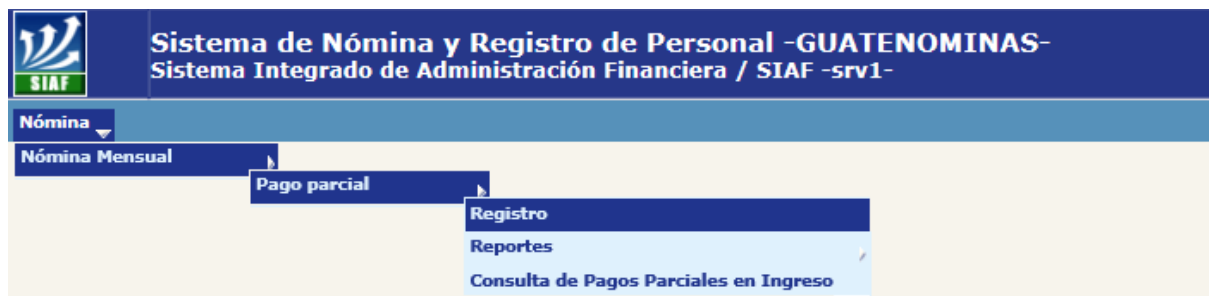 Sistema de Nómina y Registro de Personal -GUATENOMINAS-
Sistema Integrado de Administración Financiera / SIAF -srv1-
SIAF
Nómina
Nómina Mensual
Pago parcial
Registro
Reportes
Consulta de Pagos Parciales en Ingreso